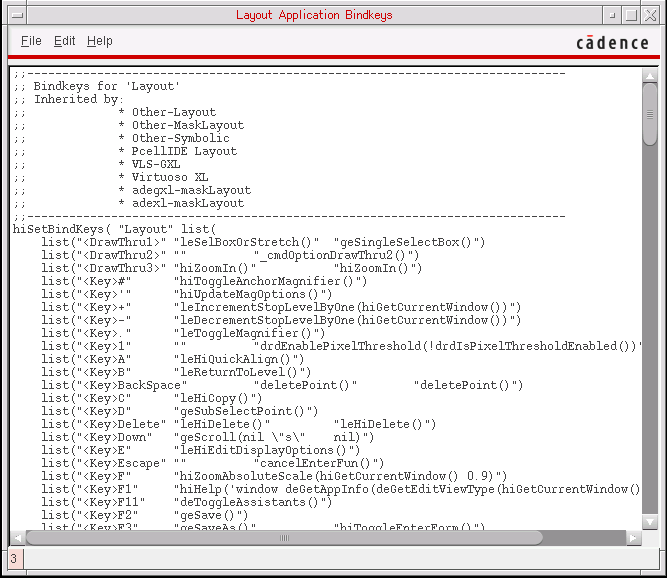 Layout Application Bindkeys
File Edit Help
cādence
;;-------------------------------------------------------------------------
;; Bindkeys for 'Layout'
;; Inherited by:
;;             * Other-Layout
;;             * Other-MaskLayout
;;             * Other-Symbolic
;;             * PcellIDE Layout
;;             * VLS-GXL
;;             * Virtuoso XL
;;             * adegxl-maskLayout
;;             * adexl-maskLayout
;;-------------------------------------------------------------------------
hiSetBindKeys( "Layout" list(
    list("<DrawThru1>" "leSelBoxOrStretch()"   "geSingleSelectBox()")
    list("<DrawThru2>" ""          "_cmdOptionDrawThru2()")
    list("<DrawThru3>" "hiZoomIn()"            "hiZoomIn()")
    list("<Key>#"      "hiToggleAnchorMagnifier()")
    list("<Key>'"      "hiUpdateMagOptions()")
    list("<Key>+"      "leIncrementStopLevelByOne(hiGetCurrentWindow())")
    list("<Key>-"      "leDecrementStopLevelByOne(hiGetCurrentWindow())")
    list("<Key>."      "leToggleMagnifier()")
    list("<Key>1"      ""          "drdEnablePixelThreshold(!drdIsPixelThresholdEnabled())"
    list("<Key>A"      "leHiQuickAlign()")
    list("<Key>B"      "leReturnToLevel()")
    list("<Key>BackSpace"          "deletePoint()"         "deletePoint()")
    list("<Key>C"      "leHiCopy()")
    list("<Key>D"      "geSubSelectPoint()")
    list("<Key>Delete" "leHiDelete()"          "leHiDelete()")
    list("<Key>Down"   "geScroll(nil \"s\"    nil)")
    list("<Key>E"      "leHiEditDisplayOptions()")
    list("<Key>Escape" ""          "cancelEnterFun()")
    list("<Key>F"      "hiZoomAbsoluteScale(hiGetCurrentWindow() 0.9)")
    list("<Key>F1"     "hiHelp('window deGetAppInfo(deGetEditViewType(hiGetCurrentWindow()
    list("<Key>F11"    "deToggleAssistants()")
    list("<Key>F2"     "geSave()")
    list("<Key>F3"     "geSaveAs()"            "hiToggleEnterForm()")
3